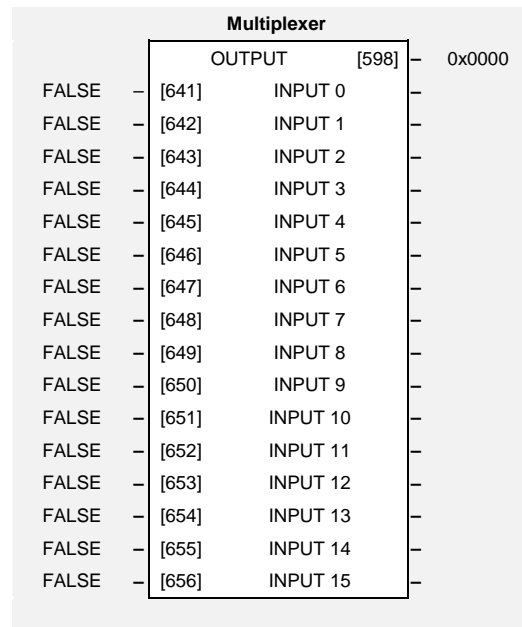 Multiplexer
OUTPUT [598] – 0x0000
FALSE – [641] INPUT 0 –
FALSE – [642] INPUT 1 –
FALSE – [643] INPUT 2 –
FALSE – [644] INPUT 3 –
FALSE – [645] INPUT 4 –
FALSE – [646] INPUT 5 –
FALSE – [647] INPUT 6 –
FALSE – [648] INPUT 7 –
FALSE – [649] INPUT 8 –
FALSE – [650] INPUT 9 –
FALSE – [651] INPUT 10 –
FALSE – [652] INPUT 11 –
FALSE – [653] INPUT 12 –
FALSE – [654] INPUT 13 –
FALSE – [655] INPUT 14 –
FALSE – [656] INPUT 15 –